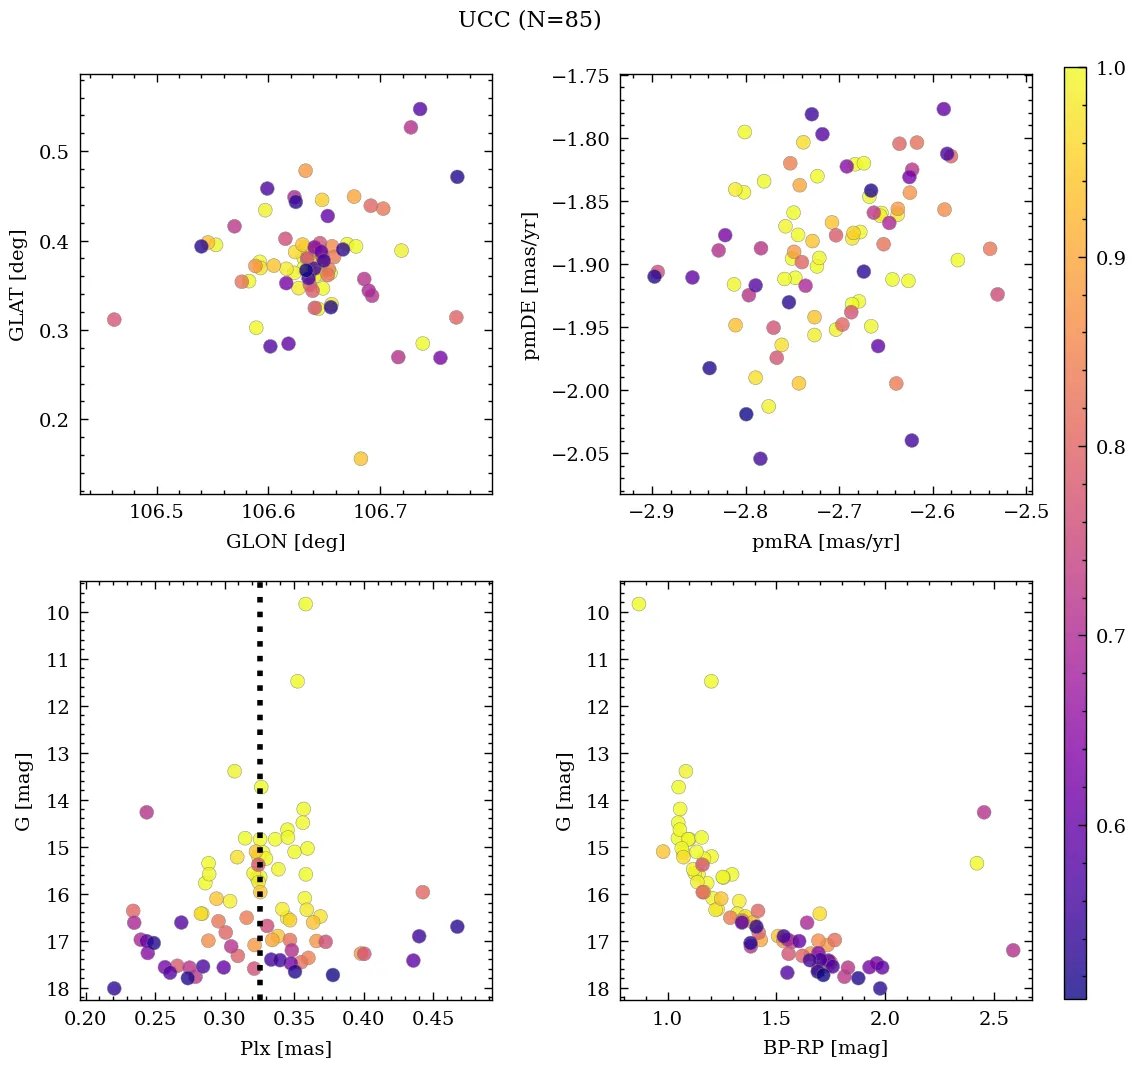 UCC (N=85)
0.5
0.4
0.3
0.2
GLAT [deg]
106.5 106.6 106.7
GLON [deg]
−1.75
−1.80
−1.85
−1.90
−1.95
−2.00
−2.05
pmDE [mas/yr]
−2.9 −2.8 −2.7 −2.6 −2.5
pmRA [mas/yr]
10
11
12
13
14
15
16
17
18
G [mag]
0.20 0.25 0.30 0.35 0.40 0.45
Plx [mas]
10
11
12
13
14
15
16
17
18
G [mag]
1.0 1.5 2.0 2.5
BP-RP [mag]
1.0
0.9
0.8
0.7
0.6